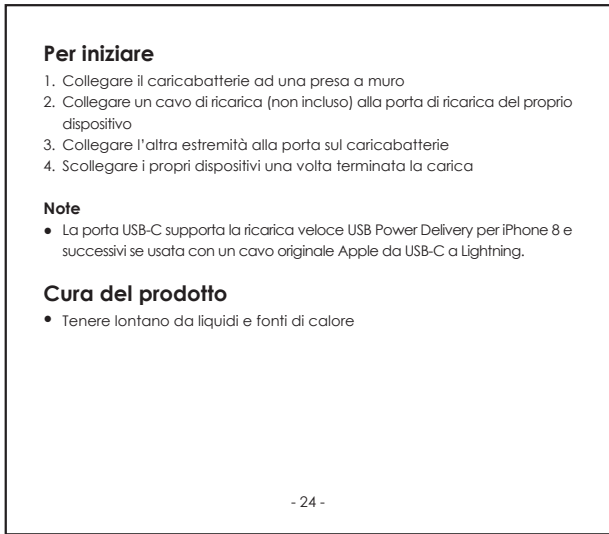 Per iniziare
1. Collegare il caricabatterie ad una presa a muro
2. Collegare un cavo di ricarica (non incluso) alla porta di ricarica del proprio
dispositivo
3. Collegare l’altra estremità alla porta sul caricabatterie
4. Scollegare i propri dispositivi una volta terminata la carica
Note
● La porta USB-C supporta la ricarica veloce USB Power Delivery per iPhone 8 e
successivi se usata con un cavo originale Apple da USB-C a Lightning.
Cura del prodotto
● Tenere lontano da liquidi e fonti di calore
- 24 -